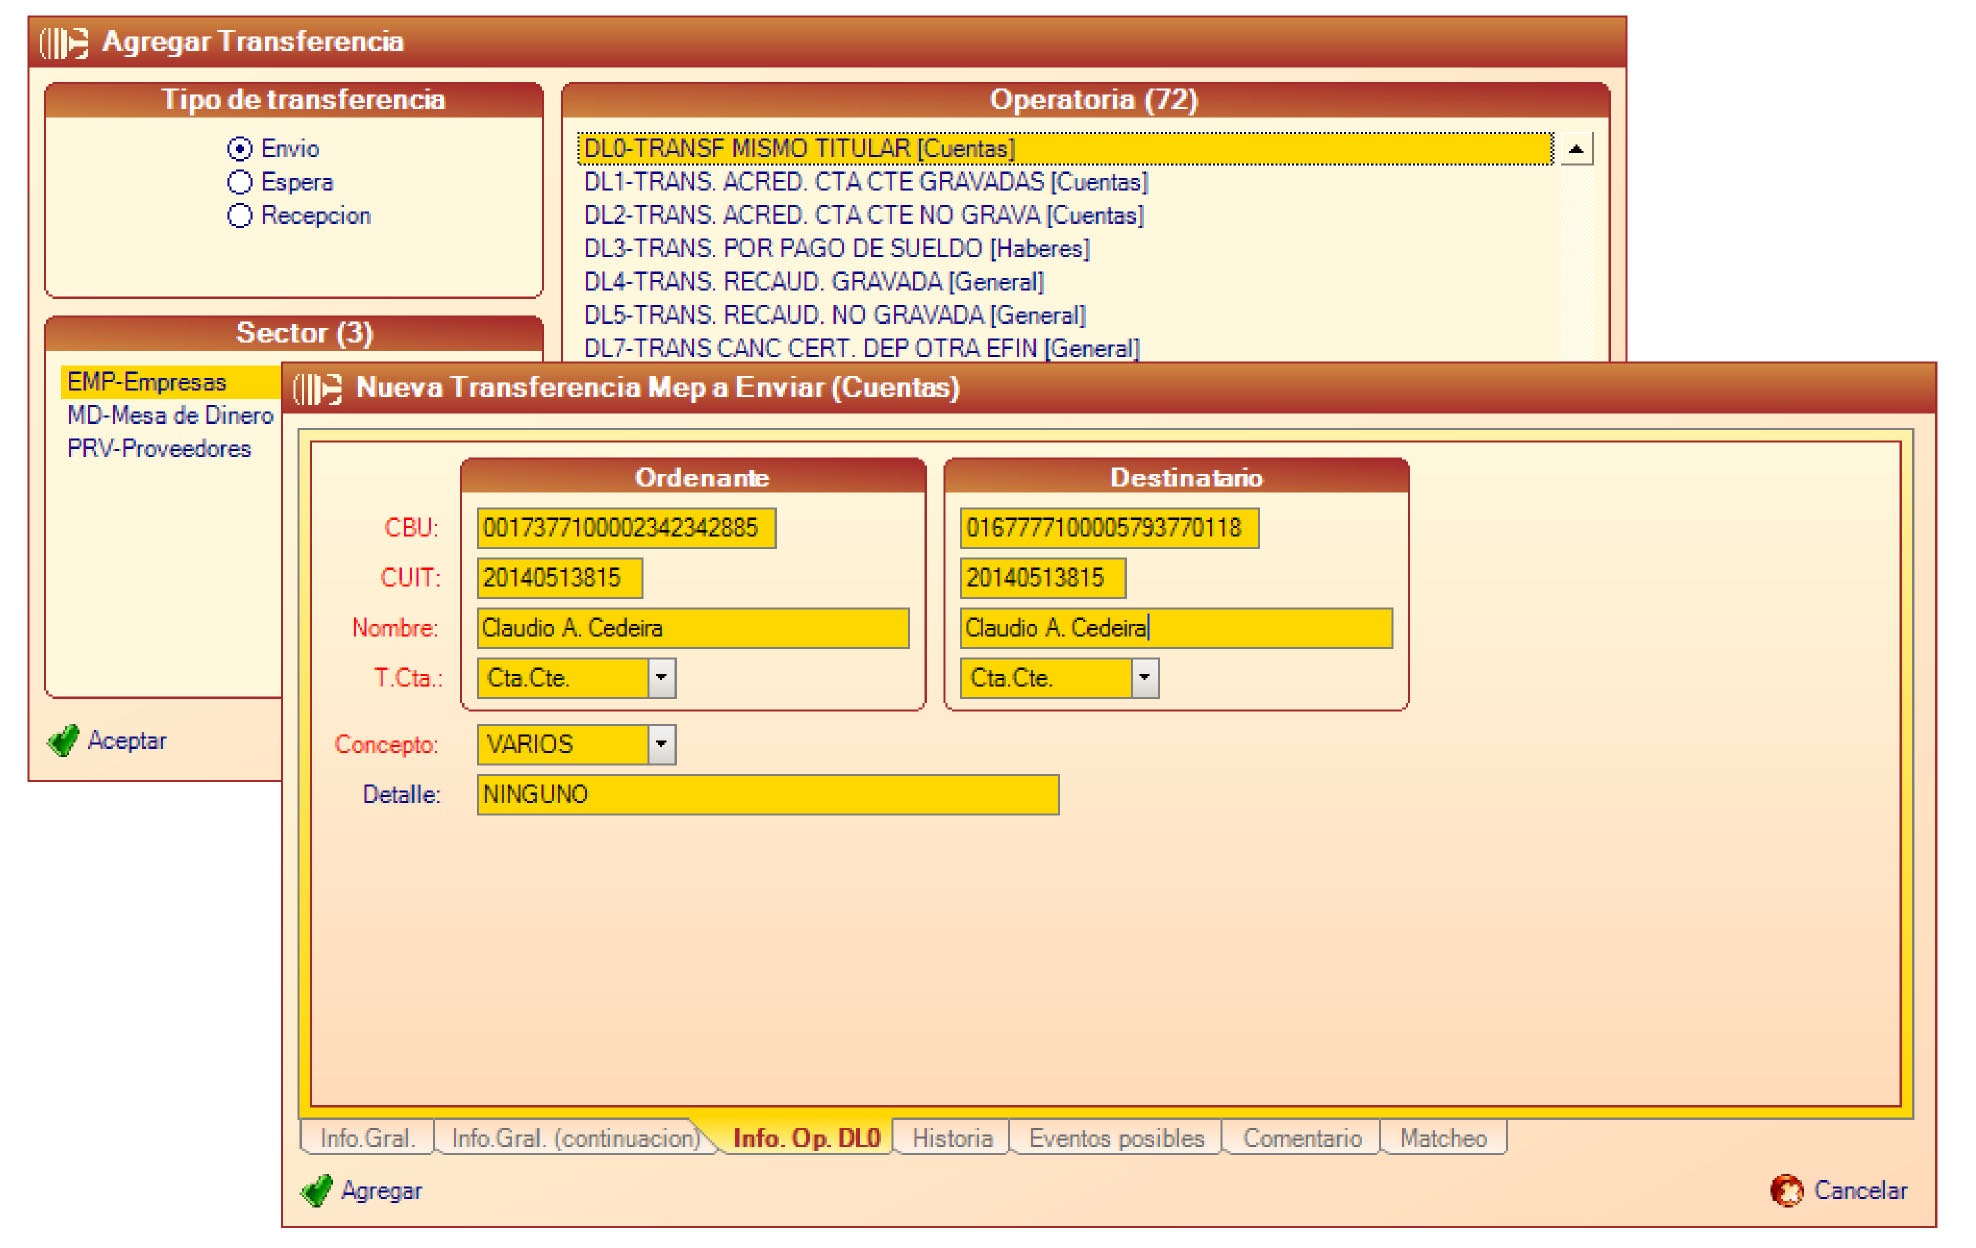 Agregar Transferencia
Tipo de transferencia
Envio
Espera
Recepcion
Operatoria (72)
DL0-TRANSF MISMO TITULAR [Cuentas]
DL1-TRANS. ACRED. CTA CTE GRAVADAS [Cuentas]
DL2-TRANS. ACRED. CTA CTE NO GRAVA [Cuentas]
DL3-TRANS. POR PAGO DE SUELDO [Haberes]
DL4-TRANS. RECAUD. GRAVADA [General]
DL5-TRANS. RECAUD. NO GRAVADA [General]
DL7-TRANS CANC CERT. DEP OTRA EFIN [General]
Sector (3)
EMP-Empresas
MD-Mesa de Dinero
PRV-Proveedores
Aceptar
Nueva Transferencia Mep a Enviar (Cuentas)
Ordenante Destinatario
CBU: 0017377100002342342885 0167777100005793770118
CUIT: 20140513815 20140513815
Nombre: Claudio A. Cedeira Claudio A. Cedeira
T.Cta.: Cta.Cte. Cta.Cte.
Concepto: VARIOS
Detalle: NINGUNO
Info.Gral. Info.Gral. (continuacion) Info. Op. DL0 Historia Eventos posibles Comentario Matcheo
Agregar Cancelar